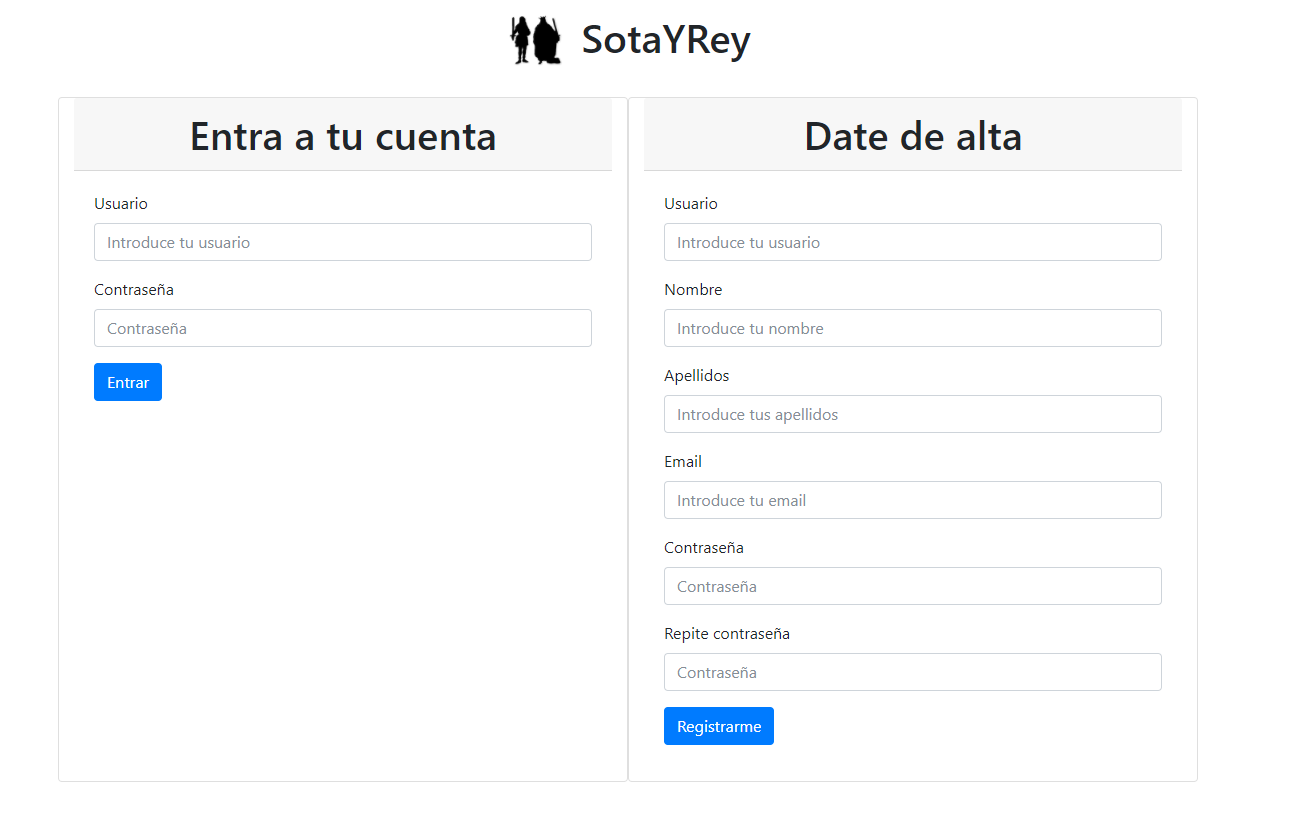 SotaYRey
Entra a tu cuenta
Usuario
Introduce tu usuario
Contraseña
Contraseña
Entrar
Date de alta
Usuario
Introduce tu usuario
Nombre
Introduce tu nombre
Apellidos
Introduce tus apellidos
Email
Introduce tu email
Contraseña
Contraseña
Repite contraseña
Contraseña
Registrarme